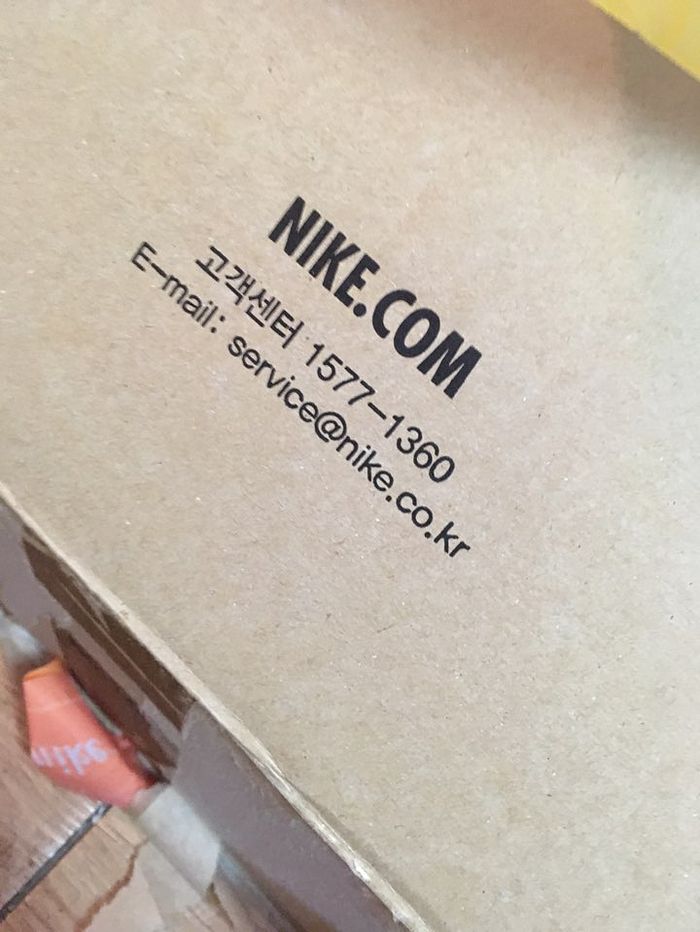 NIKE.COM
고객센터 1577-1360
E-mail: service@nike.co.kr